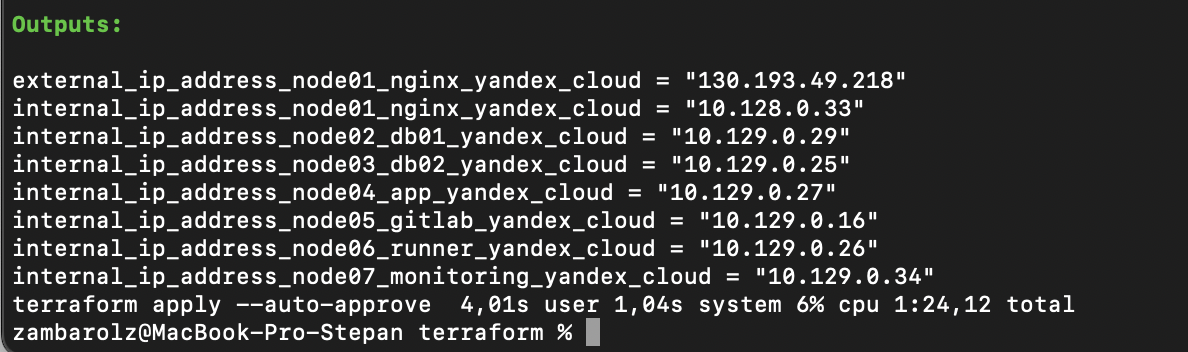 Outputs:
external_ip_address_node01_nginx_yandex_cloud = "130.193.49.218"
internal_ip_address_node01_nginx_yandex_cloud = "10.128.0.33"
internal_ip_address_node02_db01_yandex_cloud = "10.129.0.29"
internal_ip_address_node03_db02_yandex_cloud = "10.129.0.25"
internal_ip_address_node04_app_yandex_cloud = "10.129.0.27"
internal_ip_address_node05_gitlab_yandex_cloud = "10.129.0.16"
internal_ip_address_node06_runner_yandex_cloud = "10.129.0.26"
internal_ip_address_node07_monitoring_yandex_cloud = "10.129.0.34"
terraform apply --auto-approve  4,01s user 1,04s system 6% cpu 1:24,12 total
zambarolz@MacBook-Pro-Stepan terraform %